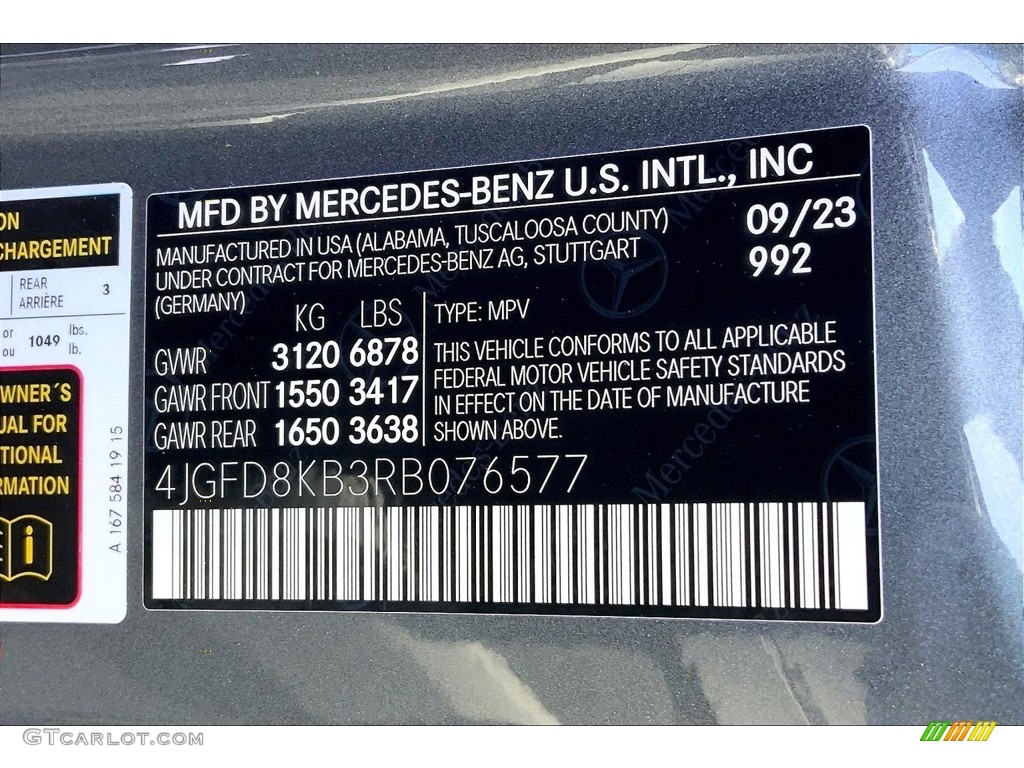 ON
CHARGEMENT
REAR
ARRIÈRE 3
or
ou 1049 lbs.
lb.
WNER´S
UAL FOR
TIONAL
RMATION
i
A 167 584 19 15
MFD BY MERCEDES-BENZ U.S. INTL., INC
MANUFACTURED IN USA (ALABAMA, TUSCALOOSA COUNTY)
UNDER CONTRACT FOR MERCEDES-BENZ AG, STUTTGART
(GERMANY)
09/23
992
KG LBS
GVWR 3120 6878
GAWR FRONT 1550 3417
GAWR REAR 1650 3638
TYPE: MPV
THIS VEHICLE CONFORMS TO ALL APPLICABLE
FEDERAL MOTOR VEHICLE SAFETY STANDARDS
IN EFFECT ON THE DATE OF MANUFACTURE
SHOWN ABOVE.
4JGFD8KB3RB076577
GTCARLOT.COM